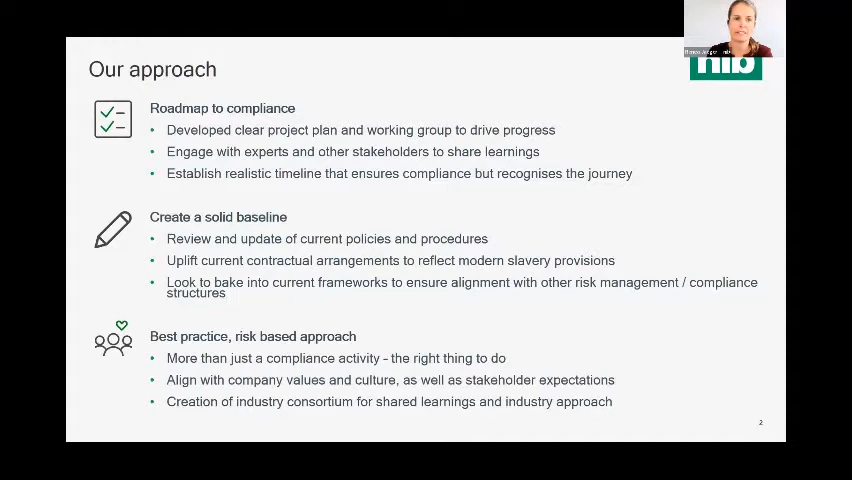 Our approach
nib
Roadmap to compliance
• Developed clear project plan and working group to drive progress
• Engage with experts and other stakeholders to share learnings
• Establish realistic timeline that ensures compliance but recognises the journey
Create a solid baseline
• Review and update of current policies and procedures
• Uplift current contractual arrangements to reflect modern slavery provisions
• Look to bake into current frameworks to ensure alignment with other risk management / compliance
structures
Best practice, risk based approach
• More than just a compliance activity - the right thing to do
• Align with company values and culture, as well as stakeholder expectations
• Creation of industry consortium for shared learnings and industry approach
2